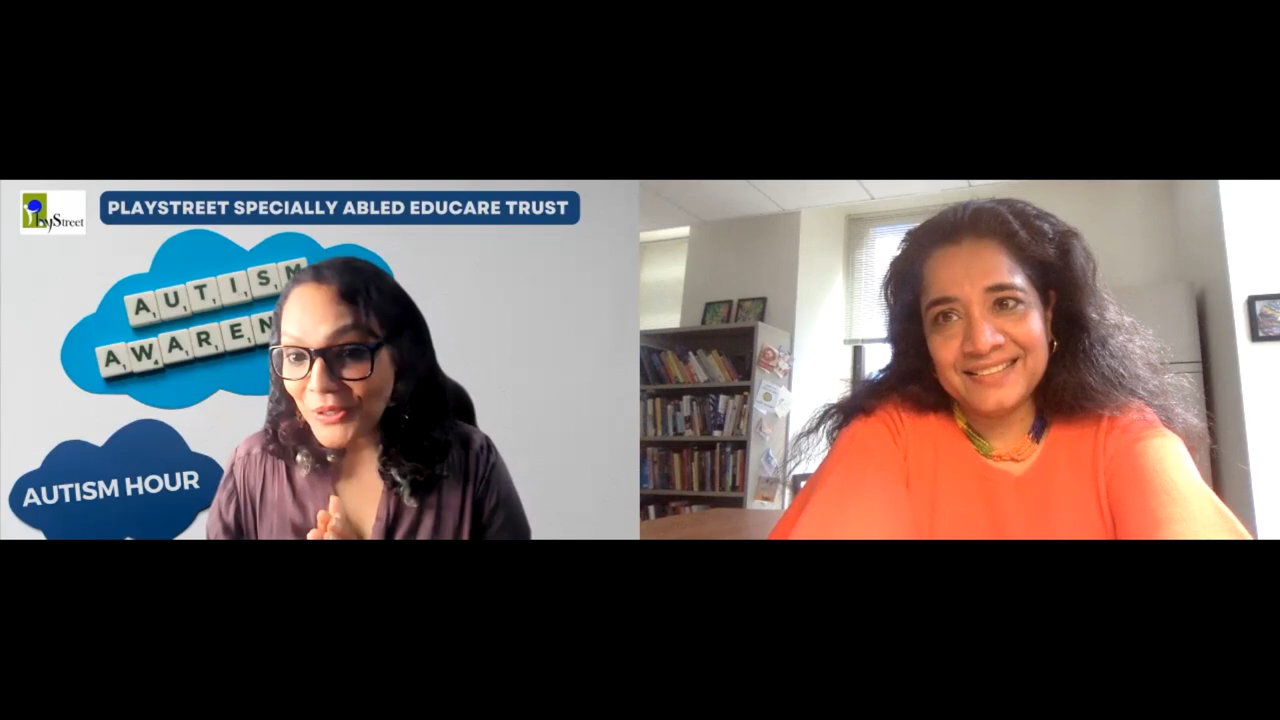 PlayStreet
PLAYSTREET SPECIALLY ABLED EDUCARE TRUST
AUTISM
AWAREN
AUTISM HOUR